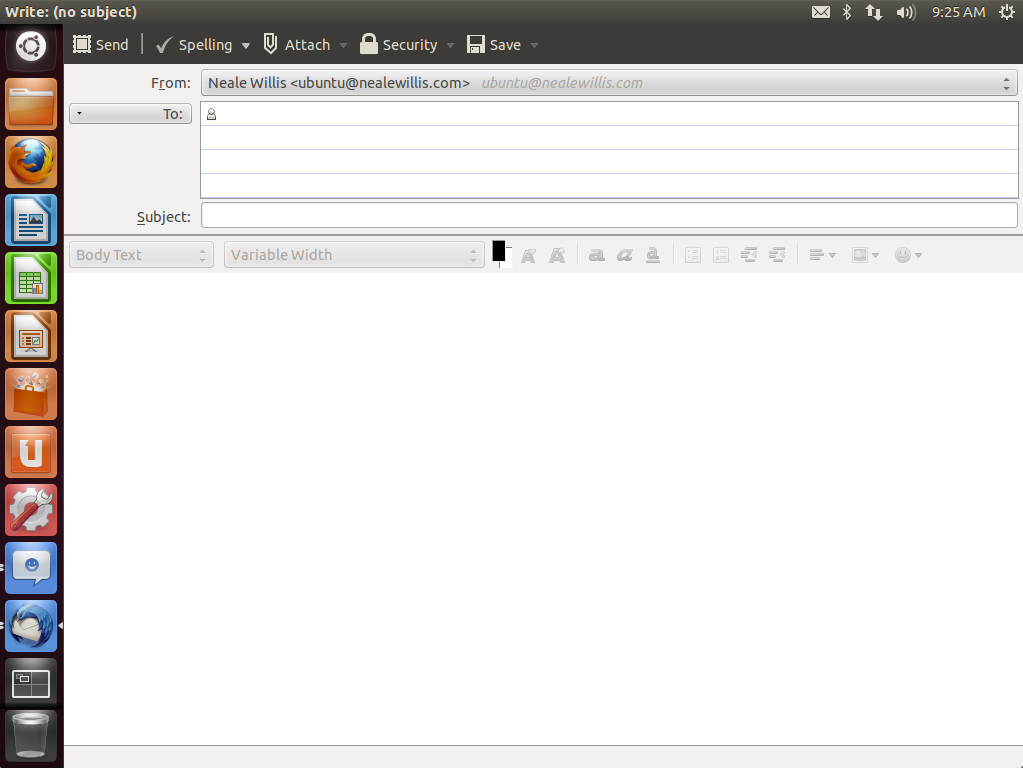 Write: (no subject)
9:25 AM
Send
Spelling
Attach
Security
Save
From:
Neale Willis <ubuntu@nealewillis.com> ubuntu@nealewillis.com
To:
Subject:
Body Text
Variable Width